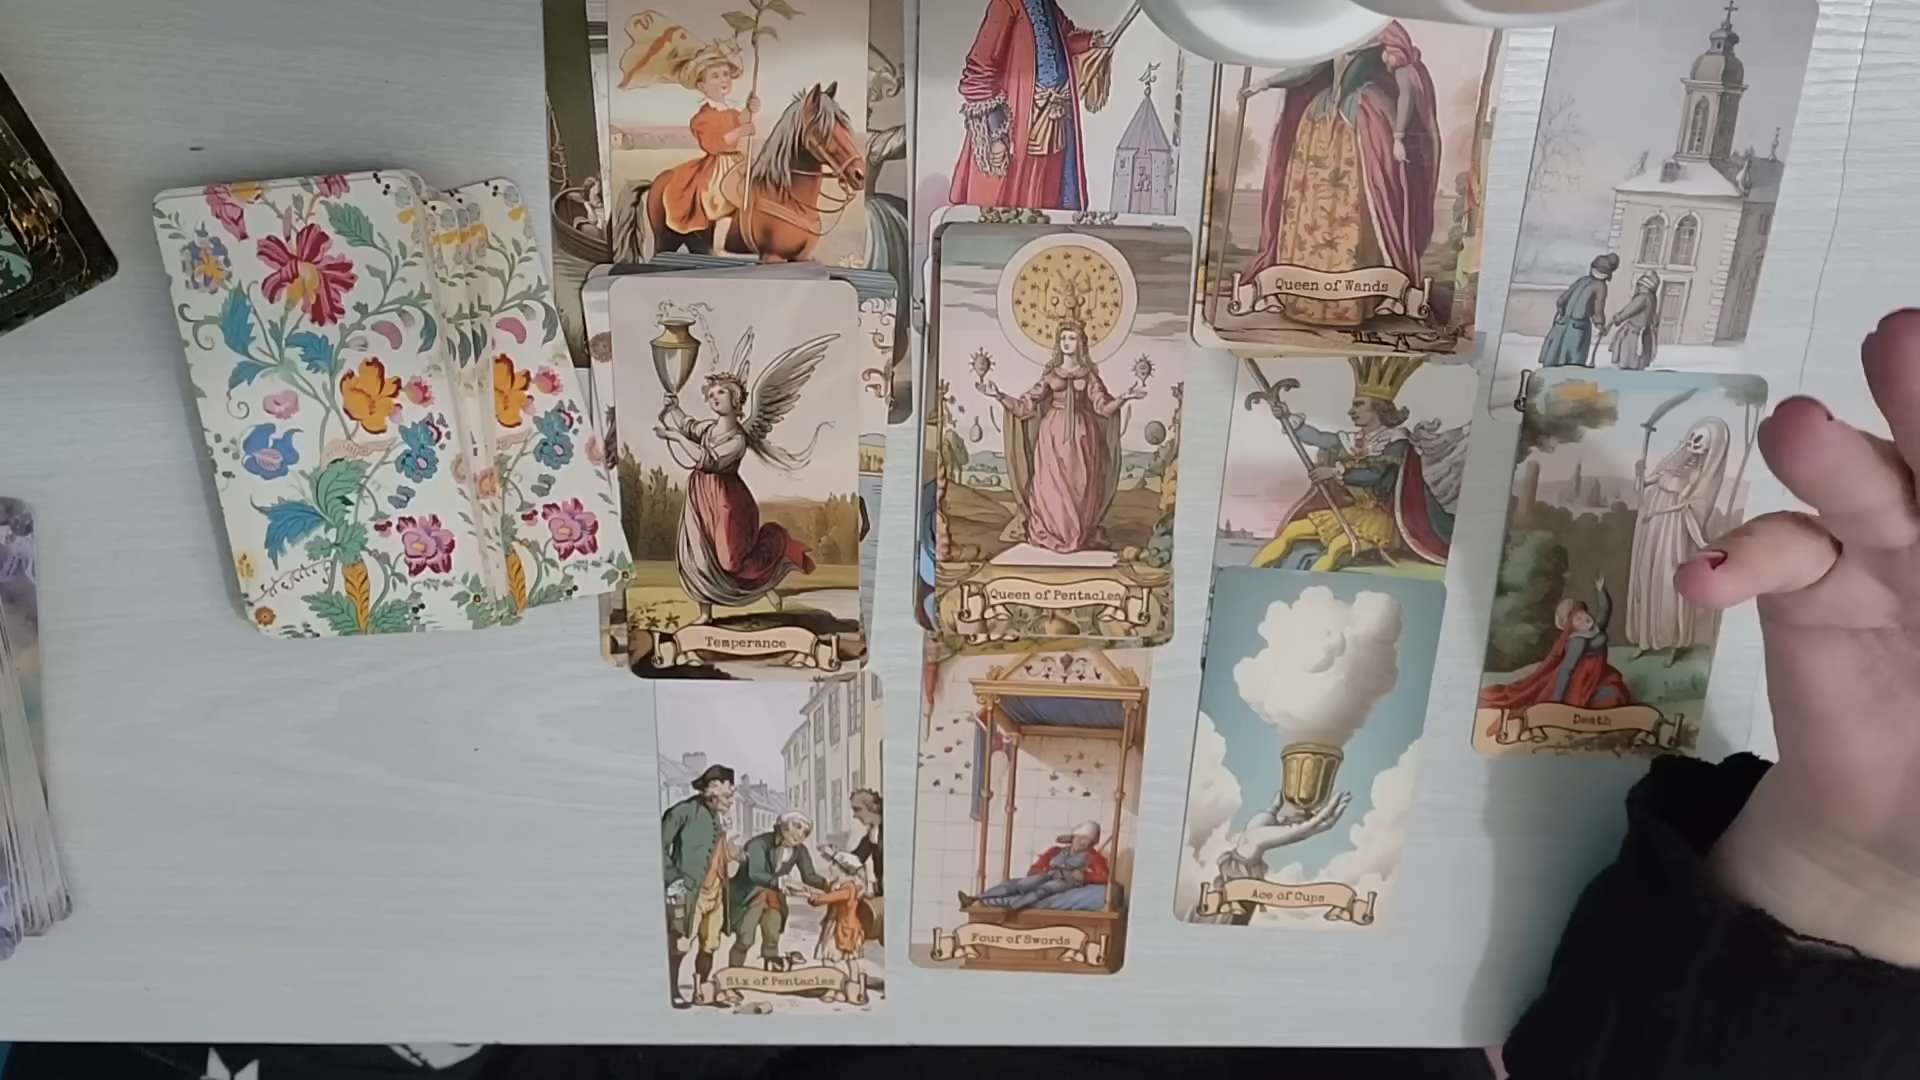 Queen of Wands
Queen of Pentacles
Temperance
Death
Ace of Cups
Four of Swords
Six of Pentacles